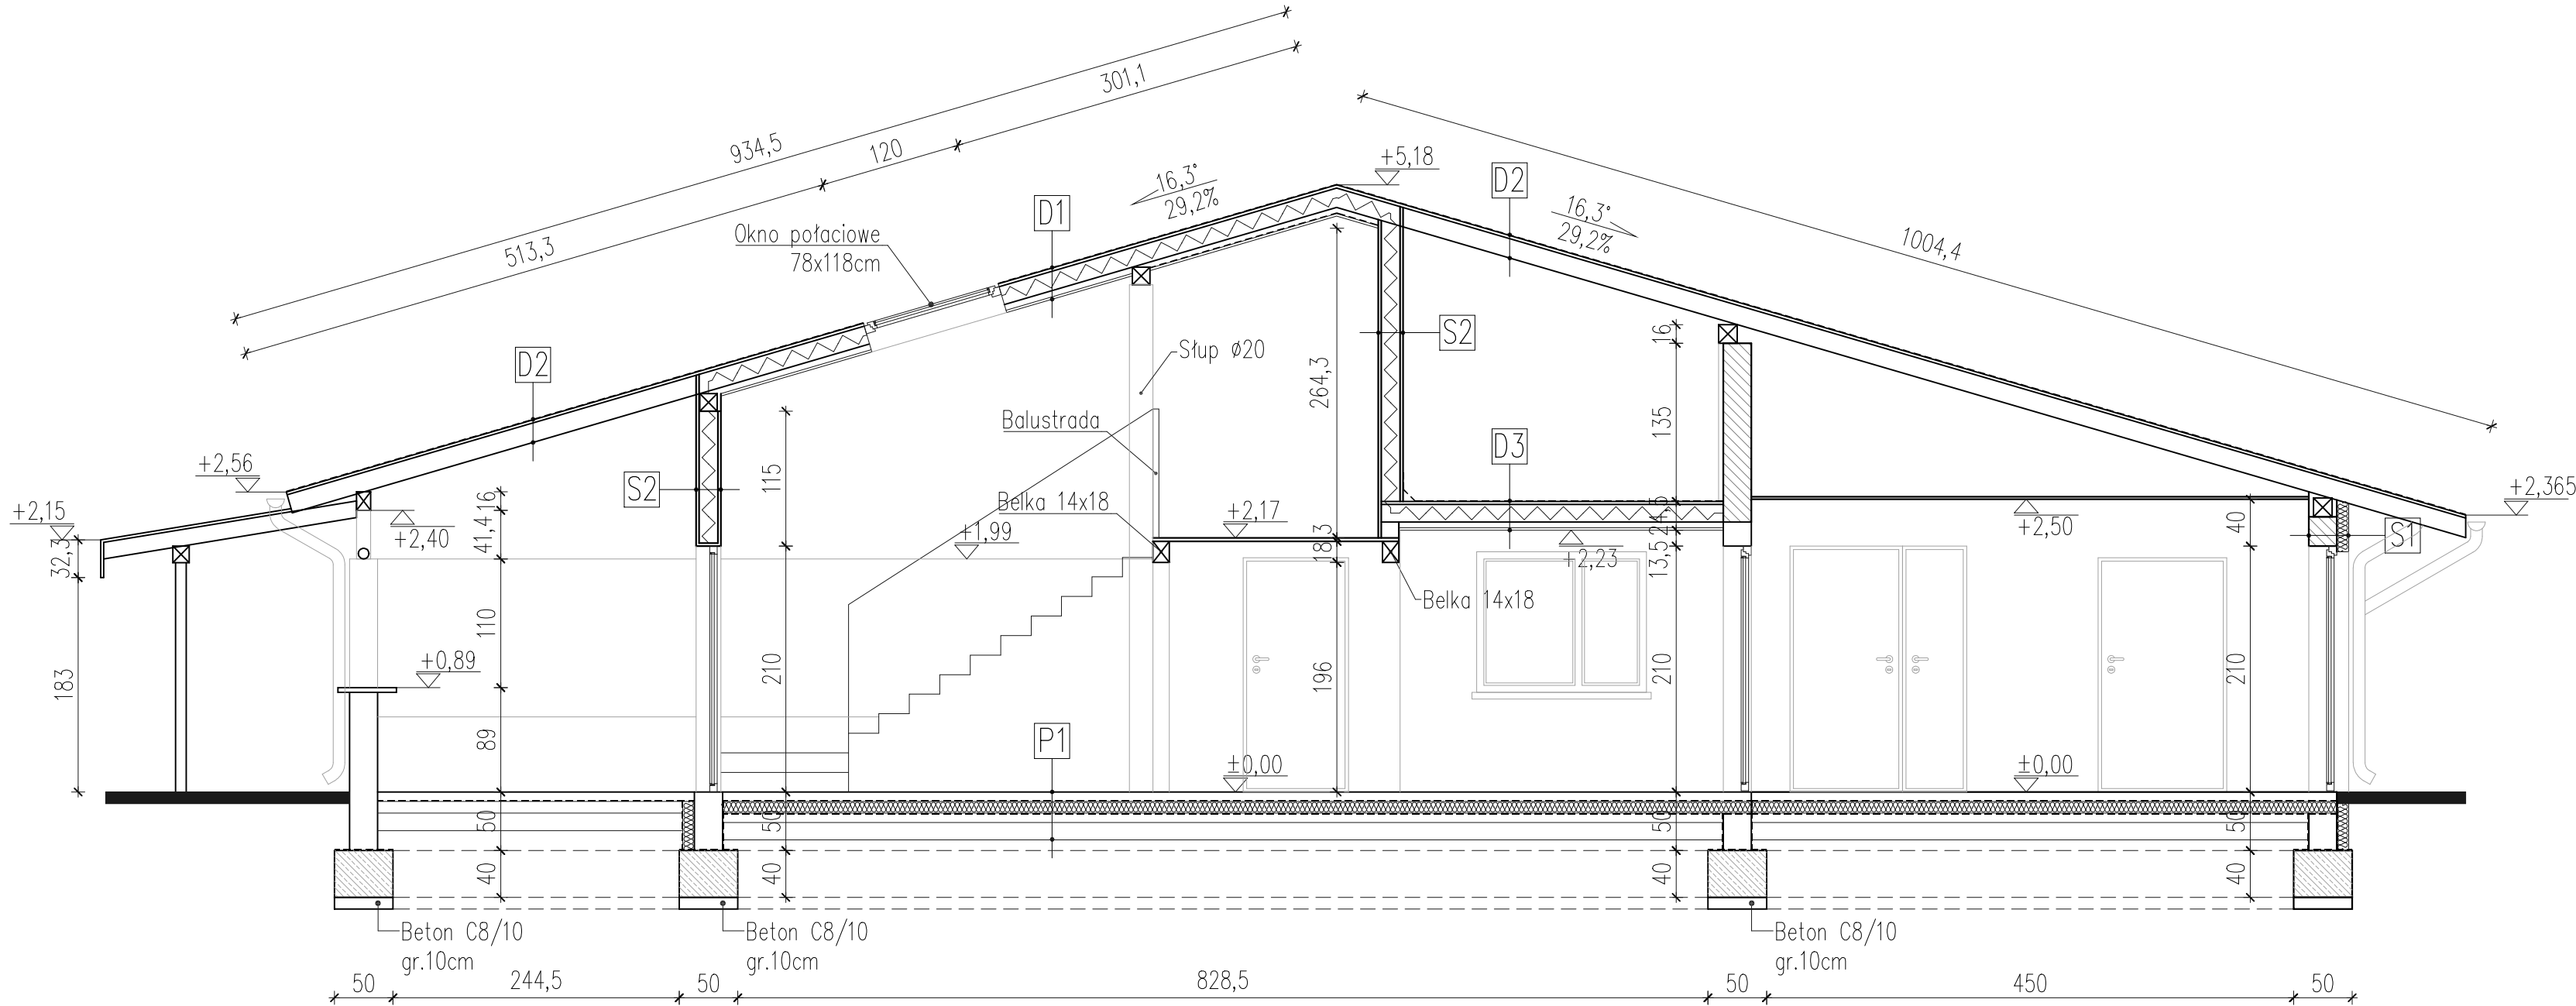 301,1
934,5
120
513,3
1004,4
+5,18
16,3°
29,2%
16,3°
29,2%
D1
D2
Okno połaciowe
78x118cm
D2
S2
Słup ø20
264,3
16
135
Balustrada
D3
+2,56
S2
115
Belka 14x18
+2,17
+1,99
+2,15
+2,40
16
41,4
32,3
3
18
24,5
13,5
+2,23
+2,50
40
+2,365
S1
Belka 14x18
110
+0,89
183
89
210
196
210
210
P1
±0,00
±0,00
50
50
50
50
40
40
40
40
Beton C8/10
gr.10cm
Beton C8/10
gr.10cm
Beton C8/10
gr.10cm
50
244,5
50
828,5
50
450
50